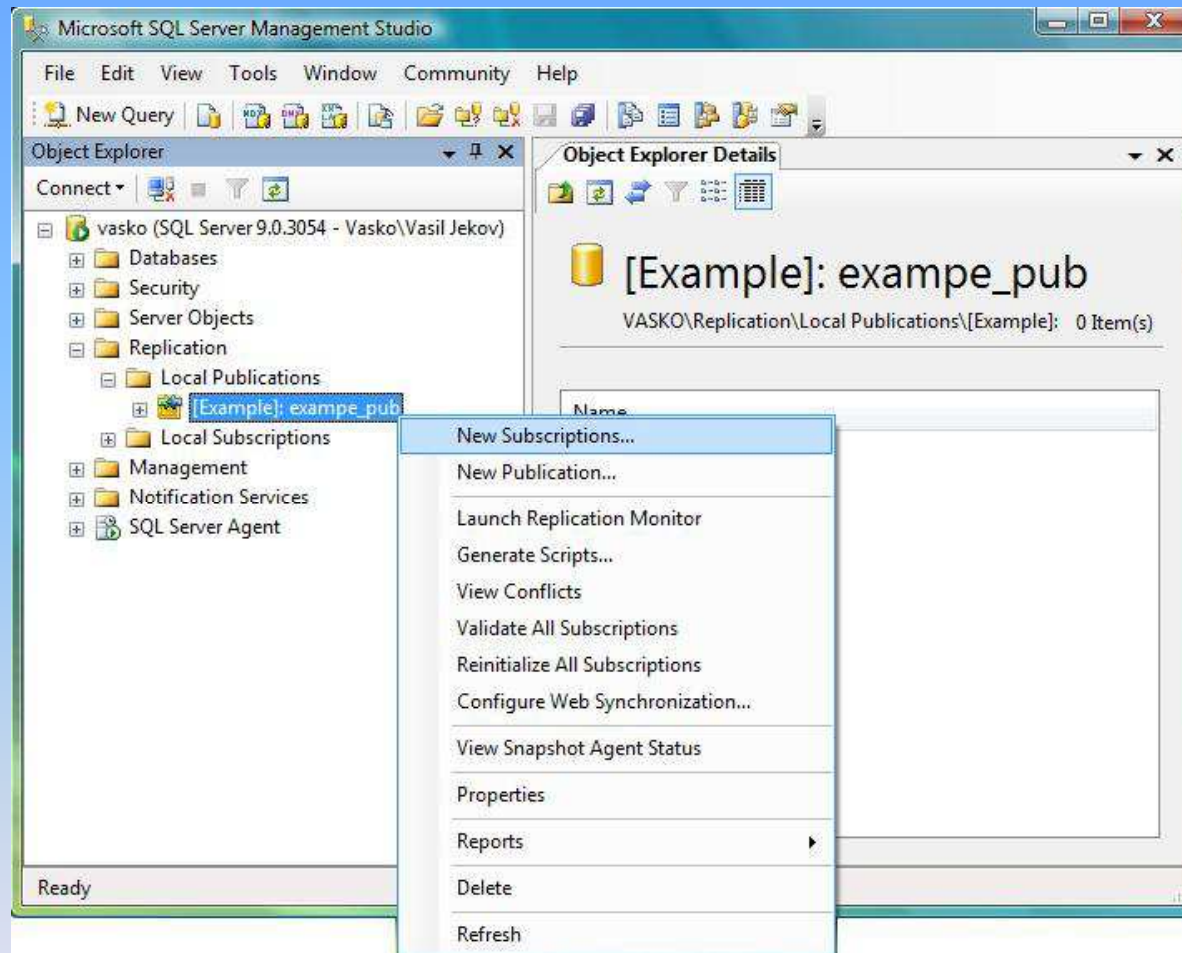 Microsoft SQL Server Management Studio
File Edit View Tools Window Community Help
New Query
Object Explorer
Connect
vasko (SQL Server 9.0.3054 - Vasko\Vasil Jekov)
Databases
Security
Server Objects
Replication
Local Publications
[Example]: exampe_pub
Local Subscriptions
Management
Notification Services
SQL Server Agent
Object Explorer Details
[Example]: exampe_pub
VASKO\Replication\Local Publications\[Example]: 0 Item(s)
Name
New Subscriptions...
New Publication...
Launch Replication Monitor
Generate Scripts...
View Conflicts
Validate All Subscriptions
Reinitialize All Subscriptions
Configure Web Synchronization...
View Snapshot Agent Status
Properties
Reports
Delete
Refresh
Ready